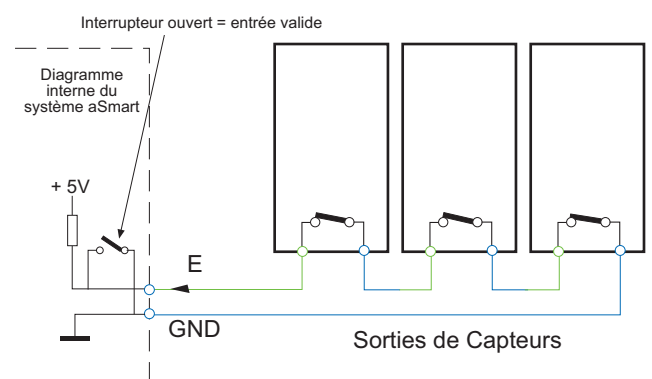 Interrupteur ouvert = entrée valide
Diagramme
interne du
système aSmart
+ 5V
E
GND
Sorties de Capteurs